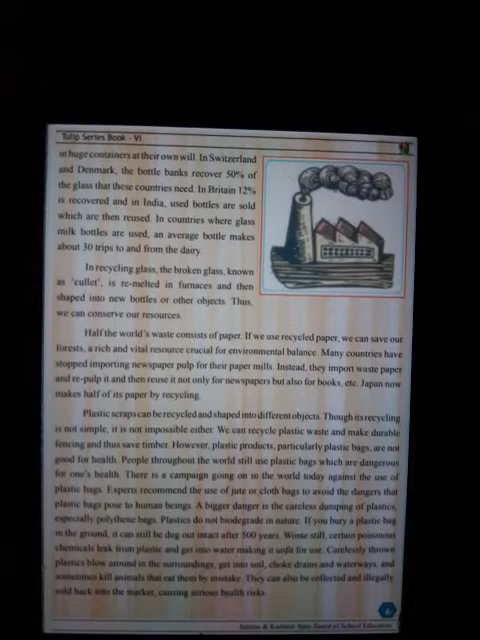 Tulip Series Book - VI
in huge containers at their own will. In Switzerland
and Denmark, the bottle banks recover 50% of
the glass that these countries need. In Britain 12%
is recovered and in India, used bottles are sold
which are then reused. In countries where glass
milk bottles are used, an average bottle makes
about 30 trips to and from the dairy.
In recycling glass, the broken glass, known
as 'cullet', is re-melted in furnaces and then
shaped into new bottles or other objects. Thus,
we can conserve our resources.
Half the world's waste consists of paper. If we use recycled paper, we can save our
forests, a rich and vital resource crucial for environmental balance. Many countries have
stopped importing newspaper pulp for their paper mills. Instead, they import waste paper
and re-pulp it and then reuse it not only for newspapers but also for books, etc. Japan now
makes half of its paper by recycling.
Plastic scraps can be recycled and shaped into different objects. Though its recycling
is not simple, it is not impossible either. We can recycle plastic waste and make durable
fencing and thus save timber. However, plastic products, particularly plastic bags, are not
good for health. People throughout the world still use plastic bags which are dangerous
for one's health. There is a campaign going on in the world today against the use of
plastic bags. Experts recommend the use of jute or cloth bags to avoid the dangers that
plastic bags pose to human beings. A bigger danger is the careless dumping of plastics,
especially polythene bags. Plastics do not biodegrade in nature. If you bury a plastic bag
in the ground, it can still be dug out intact after 500 years. Worse still, certain poisonous
chemicals leak from plastic and get into water making it unfit for use. Carelessly thrown
plastics blow around in the surroundings, get into soil, choke drains and waterways, and
sometimes kill animals that eat them by mistake. They can also be collected and illegally
sold back into the market, causing serious health risks.
Jammu & Kashmir State Board of School Education